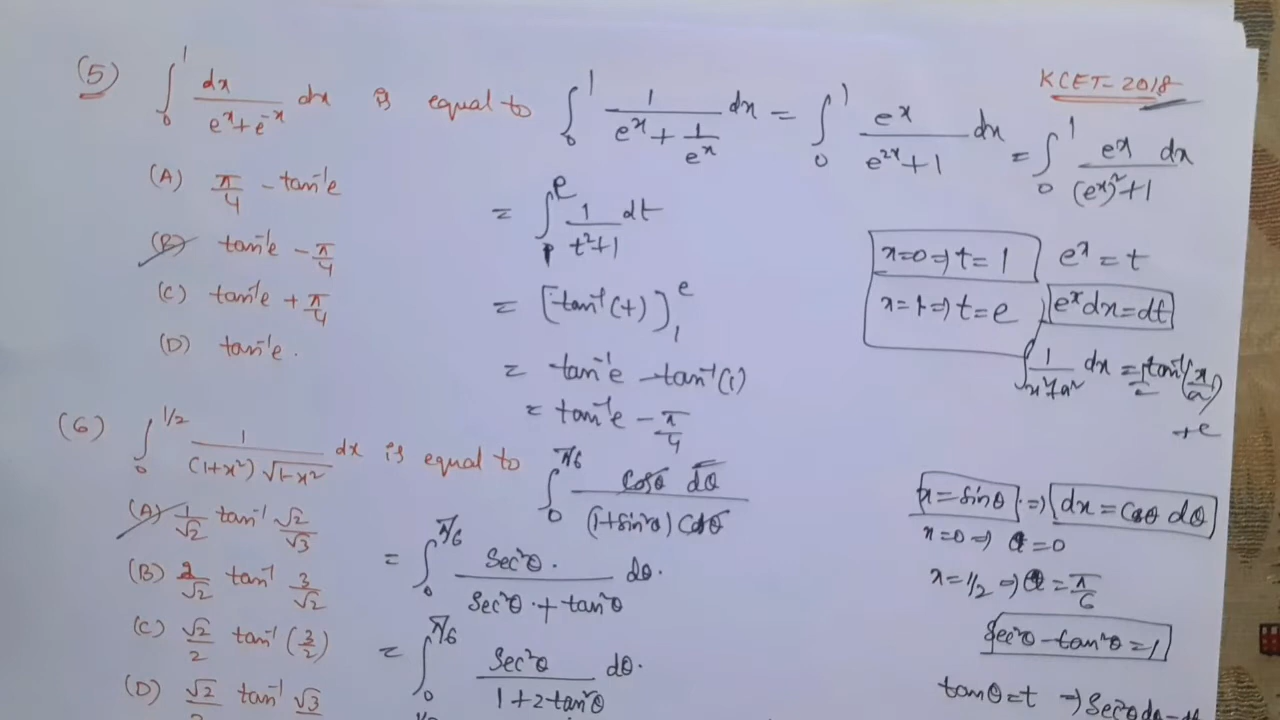 KCET-2018
(5) ∫₀¹ dx/(eˣ+e⁻ˣ) dx is equal to ∫₀¹ 1/(eˣ+1/eˣ) dx = ∫₀¹ eˣ/(e²ˣ+1) dx = ∫₀¹ eˣ dx/((eˣ)²+1)
(A) π/4 - tan⁻¹e
(B) tan⁻¹e - π/4
(C) tan⁻¹e + π/4
(D) tan⁻¹e.
= ∫₁ᵉ 1/(t²+1) dt
= [tan⁻¹(t)]₁ᵉ
= tan⁻¹e - tan⁻¹(1)
= tan⁻¹e - π/4
x=0 ⇒ t=1
x=1 ⇒ t=e
eˣ = t
eˣdx=dt
∫ 1/(x²+a²) dx = 1/a tan⁻¹(x/a)
+c
(6) ∫₀^1/2 1/((1+x²)√1-x²) dx is equal to ∫₀^π/6 cosθ dθ/((1+sin²θ) cosθ)
(A) 1/√2 tan⁻¹ √2/√3
(B) 2/√2 tan⁻¹ 3/√2
(C) √2/2 tan⁻¹ (3/2)
(D) √2/2 tan⁻¹ √3
= ∫₀^π/6 Sec²θ./(Sec²θ.+tan²θ) dθ.
= ∫₀^π/6 Sec²θ/(1+2tan²θ) dθ.
x=Sinθ ⇒ dx = cosθ dθ
x=0 ⇒ θ=0
x=1/2 ⇒ θ = π/6
Sec²θ-tan²θ=1
tanθ=t ⇒ Sec²θdθ=dt